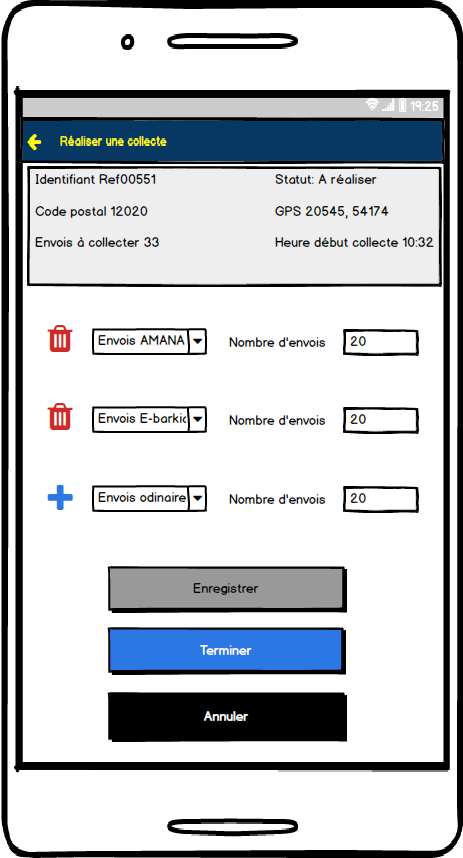 19:25
Réaliser une collecte
Identifiant Ref00551 Statut: A réaliser
Code postal 12020 GPS 20545, 54174
Envois à collecter 33 Heure début collecte 10:32
Envois AMANA Nombre d'envois 20
Envois E-barkia Nombre d'envois 20
Envois odinaire Nombre d'envois 20
Enregistrer
Terminer
Annuler